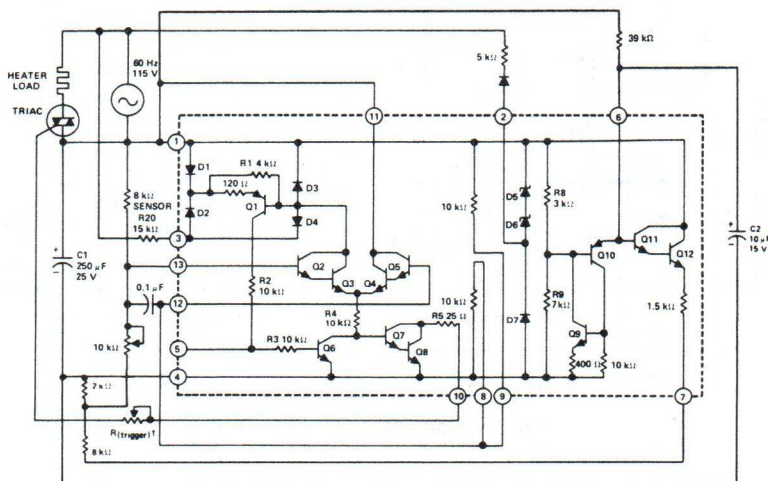 60 Hz
115 V
5 kΩ
39 kΩ
HEATER
LOAD
TRIAC
11
2
6
1
D1
R1 4 kΩ
120 Ω
D3
Q1
D2
D4
8 kΩ
SENSOR
R20
15 kΩ
3
10 kΩ
D5
D6
R8
3 kΩ
Q11
Q10
Q12
C1
250 μF
25 V
C2
10 μF
15 V
13
Q2
Q3
Q4
Q5
0.1 μF
12
R2
10 kΩ
R4
10 kΩ
10 kΩ
R9
7 kΩ
1.5 kΩ
10 kΩ
5
R3 10 kΩ
Q6
Q7
Q8
R5 25 Ω
D7
Q9
400 Ω
10 kΩ
4
2 kΩ
10
8
9
7
R(trigger)†
8 kΩ